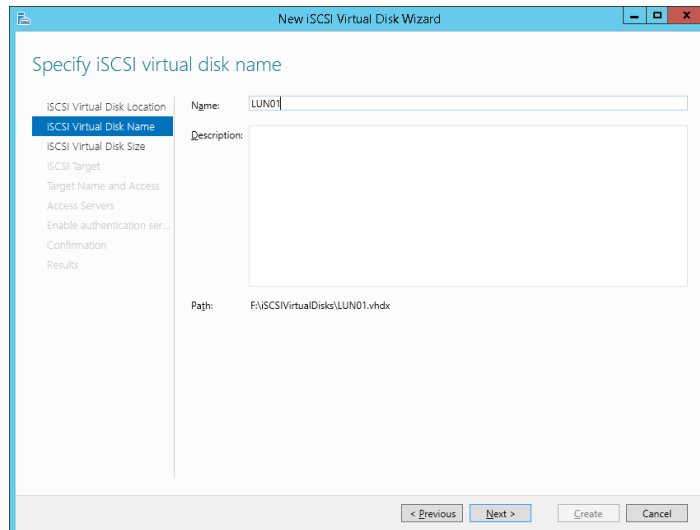 New iSCSI Virtual Disk Wizard
Specify iSCSI virtual disk name
iSCSI Virtual Disk Location
iSCSI Virtual Disk Name
iSCSI Virtual Disk Size
iSCSI Target
Target Name and Access
Access Servers
Enable authentication ser...
Confirmation
Results
Name:
LUN01
Description:
Path:
F:\iSCSIVirtualDisks\LUN01.vhdx
< Previous
Next >
Create
Cancel